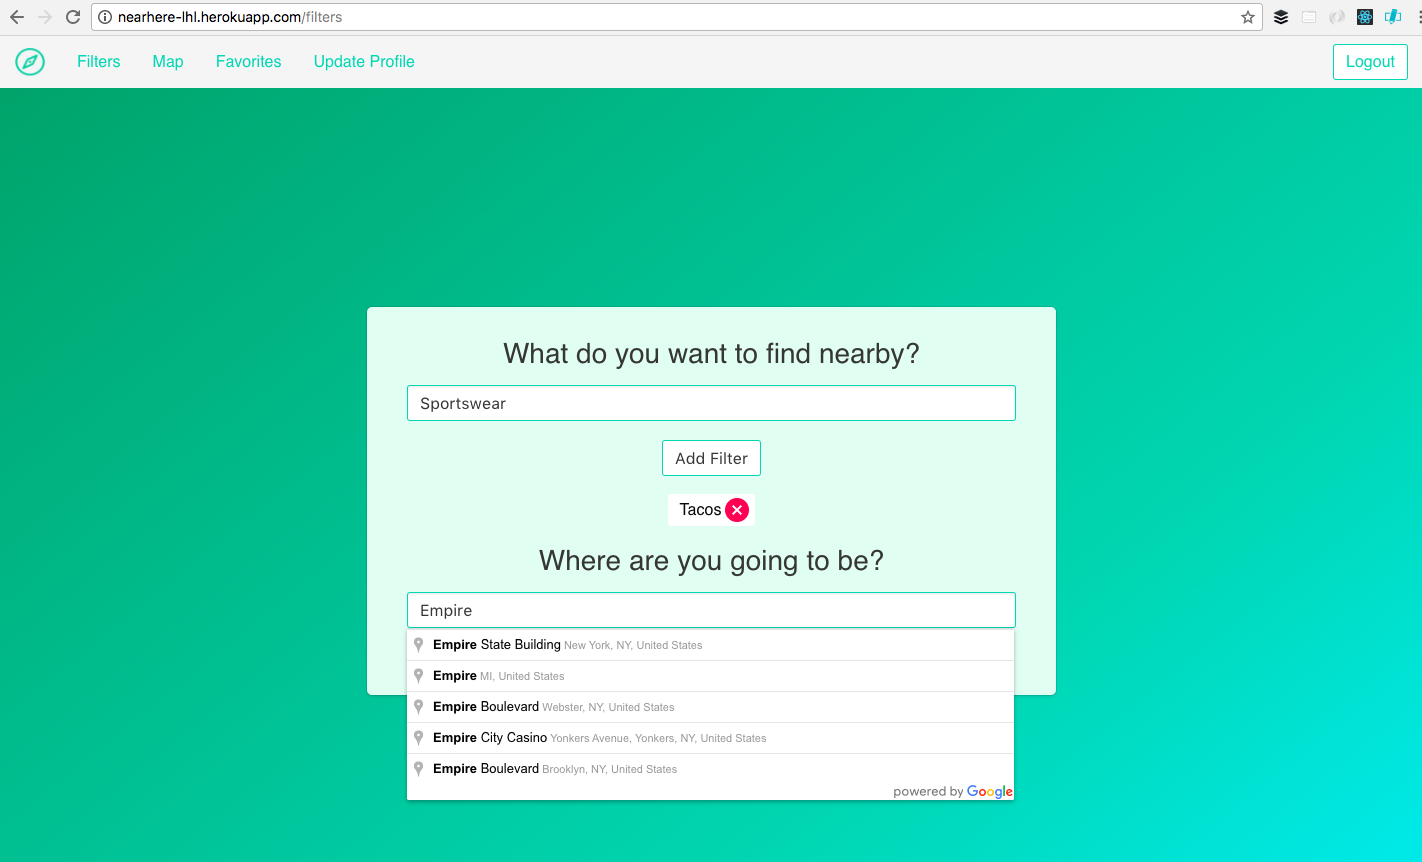 nearhere-lhl.herokuapp.com/filters
Filters Map Favorites Update Profile Logout
What do you want to find nearby?
Sportswear
Add Filter
Tacos
Where are you going to be?
Empire
Empire State Building New York, NY, United States
Empire MI, United States
Empire Boulevard Webster, NY, United States
Empire City Casino Yonkers Avenue, Yonkers, NY, United States
Empire Boulevard Brooklyn, NY, United States
powered by Google